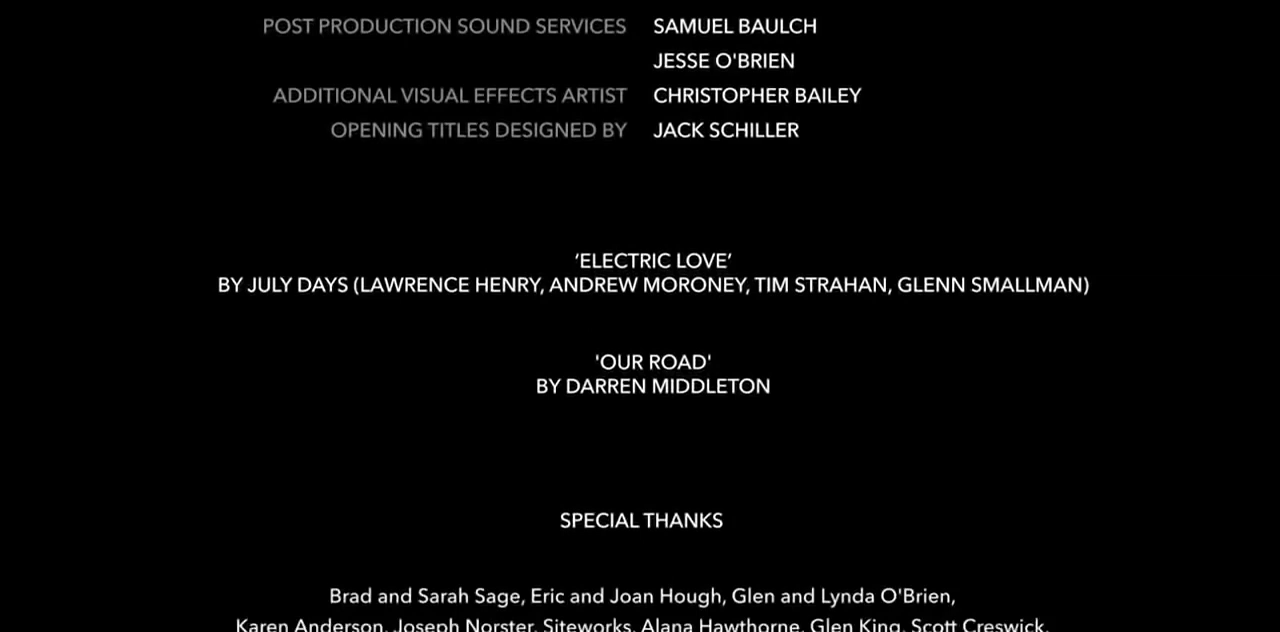 POST PRODUCTION SOUND SERVICES SAMUEL BAULCH
JESSE O'BRIEN
ADDITIONAL VISUAL EFFECTS ARTIST CHRISTOPHER BAILEY
OPENING TITLES DESIGNED BY JACK SCHILLER
‘ELECTRIC LOVE’
BY JULY DAYS (LAWRENCE HENRY, ANDREW MORONEY, TIM STRAHAN, GLENN SMALLMAN)
'OUR ROAD'
BY DARREN MIDDLETON
SPECIAL THANKS
Brad and Sarah Sage, Eric and Joan Hough, Glen and Lynda O'Brien,
Karen Anderson, Joseph Norster, Siteworks, Alana Hawthorne, Glen King, Scott Creswick,